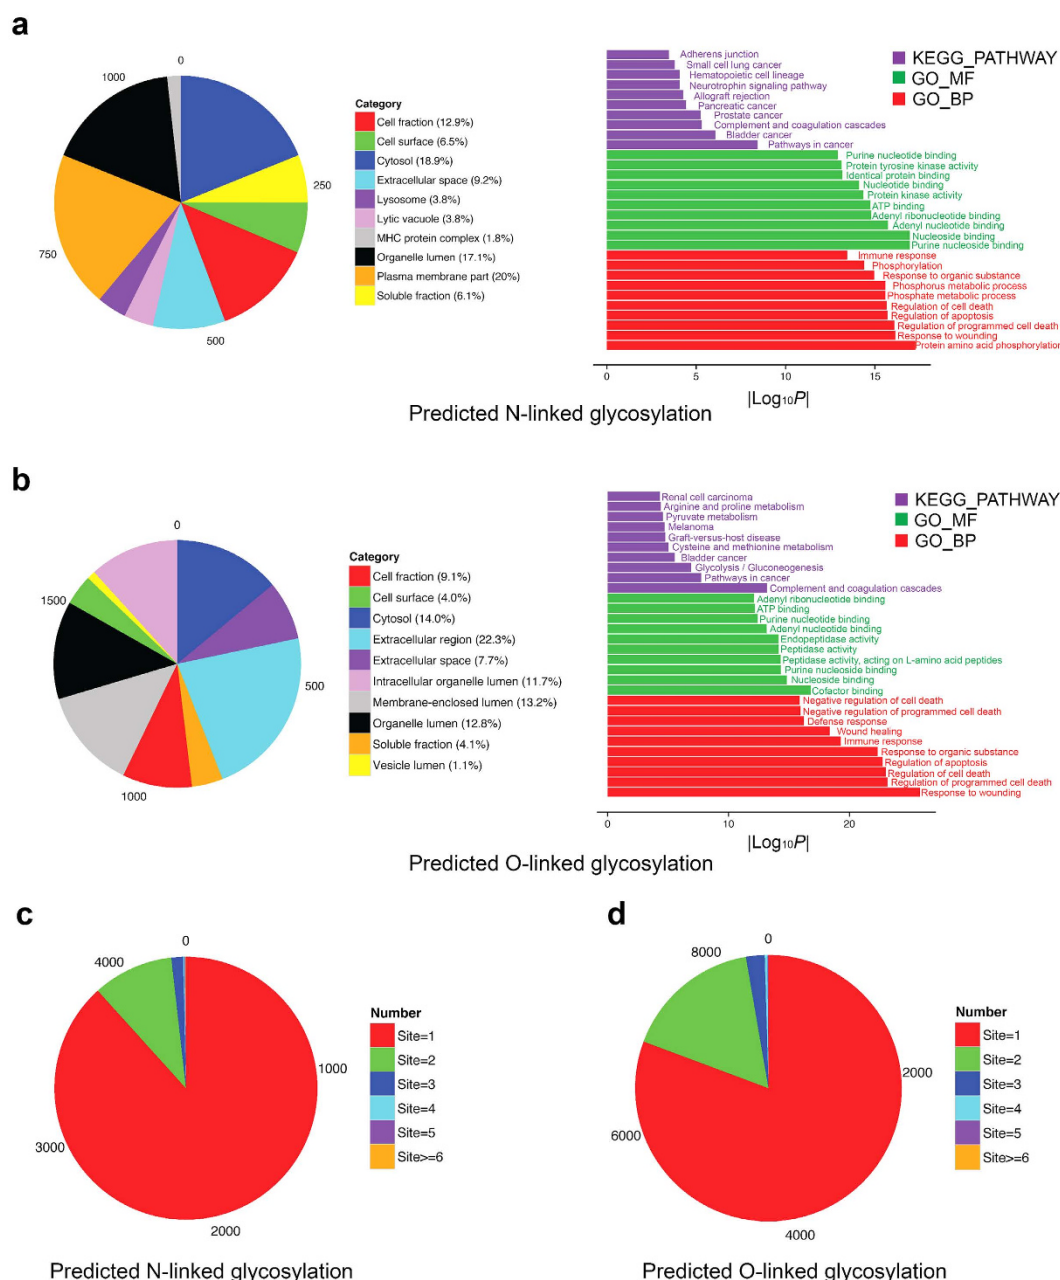 a
0
250
500
750
1000
Category
Cell fraction (12.9%)
Cell surface (6.5%)
Cytosol (18.9%)
Extracellular space (9.2%)
Lysosome (3.8%)
Lytic vacuole (3.8%)
MHC protein complex (1.8%)
Organelle lumen (17.1%)
Plasma membrane part (20%)
Soluble fraction (6.1%)
Adherens junction
Small cell lung cancer
Hematopoietic cell lineage
Neurotrophin signaling pathway
Allograft rejection
Pancreatic cancer
Prostate cancer
Complement and coagulation cascades
Bladder cancer
Pathways in cancer
Purine nucleotide binding
Protein tyrosine kinase activity
Identical protein binding
Nucleotide binding
Protein kinase activity
ATP binding
Adenyl ribonucleotide binding
Adenyl nucleotide binding
Nucleoside binding
Purine nucleoside binding
Immune response
Phosphorylation
Response to organic substance
Phosphorus metabolic process
Phosphate metabolic process
Regulation of cell death
Regulation of apoptosis
Regulation of programmed cell death
Response to wounding
Protein amino acid phosphorylation
KEGG_PATHWAY
GO_MF
GO_BP
0 5 10 15
|Log10P|
Predicted N-linked glycosylation
b
0
500
1000
1500
Category
Cell fraction (9.1%)
Cell surface (4.0%)
Cytosol (14.0%)
Extracellular region (22.3%)
Extracellular space (7.7%)
Intracellular organelle lumen (11.7%)
Membrane-enclosed lumen (13.2%)
Organelle lumen (12.8%)
Soluble fraction (4.1%)
Vesicle lumen (1.1%)
Renal cell carcinoma
Arginine and proline metabolism
Pyruvate metabolism
Melanoma
Graft-versus-host disease
Cysteine and methionine metabolism
Bladder cancer
Glycolysis / Gluconeogenesis
Pathways in cancer
Complement and coagulation cascades
Adenyl ribonucleotide binding
ATP binding
Purine nucleotide binding
Adenyl nucleotide binding
Endopeptidase activity
Peptidase activity
Peptidase activity, acting on L-amino acid peptides
Purine nucleoside binding
Nucleoside binding
Cofactor binding
Negative regulation of cell death
Negative regulation of programmed cell death
Defense response
Wound healing
Immune response
Response to organic substance
Regulation of apoptosis
Regulation of cell death
Regulation of programmed cell death
Response to wounding
KEGG_PATHWAY
GO_MF
GO_BP
0 10 20
|Log10P|
Predicted O-linked glycosylation
c
0
1000
2000
3000
4000
Number
Site=1
Site=2
Site=3
Site=4
Site=5
Site>=6
Predicted N-linked glycosylation
d
0
2000
4000
6000
8000
Number
Site=1
Site=2
Site=3
Site=4
Site=5
Site>=6
Predicted O-linked glycosylation